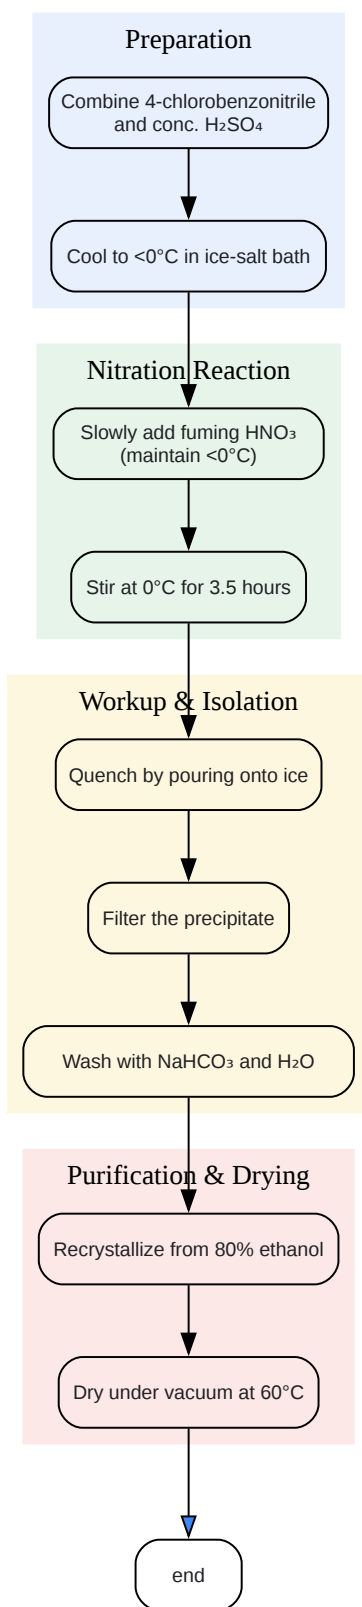 Preparation
Combine 4-chlorobenzonitrile
and conc. H₂SO₄
Cool to <0°C in ice-salt bath
Nitration Reaction
Slowly add fuming HNO₃
(maintain <0°C)
Stir at 0°C for 3.5 hours
Workup & Isolation
Quench by pouring onto ice
Filter the precipitate
Wash with NaHCO₃ and H₂O
Purification & Drying
Recrystallize from 80% ethanol
Dry under vacuum at 60°C
end